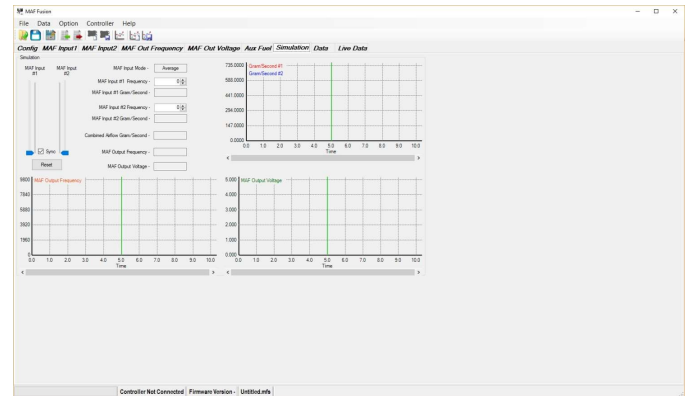 MAF Fusion
File Data Option Controller Help
Config MAF Input1 MAF Input2 MAF Out Frequency MAF Out Voltage Aux Fuel Simulation Data Live Data
Simulation
MAF Input #1
MAF Input #2
Sync
Reset
MAF Input Mode - Average
MAF Input #1 Frequency - 0
MAF Input #1 Gram/Second -
MAF Input #2 Frequency - 0
MAF Input #2 Gram/Second -
Combined Airflow Gram/Second -
MAF Output Frequency -
MAF Output Voltage -
Gram/Second #1
Gram/Second #2
735.0000
588.0000
441.0000
294.0000
147.0000
0.0000
0.0 1.0 2.0 3.0 4.0 5.0 6.0 7.0 8.0 9.0 10.0
Time
MAF Output Frequency
9800
7840
5880
3920
1960
0
0.0 1.0 2.0 3.0 4.0 5.0 6.0 7.0 8.0 9.0 10.0
Time
MAF Output Voltage
5.000
4.000
3.000
2.000
1.000
0.000
0.0 1.0 2.0 3.0 4.0 5.0 6.0 7.0 8.0 9.0 10.0
Time
Controller Not Connected Firmware Version - Untitled.mfs